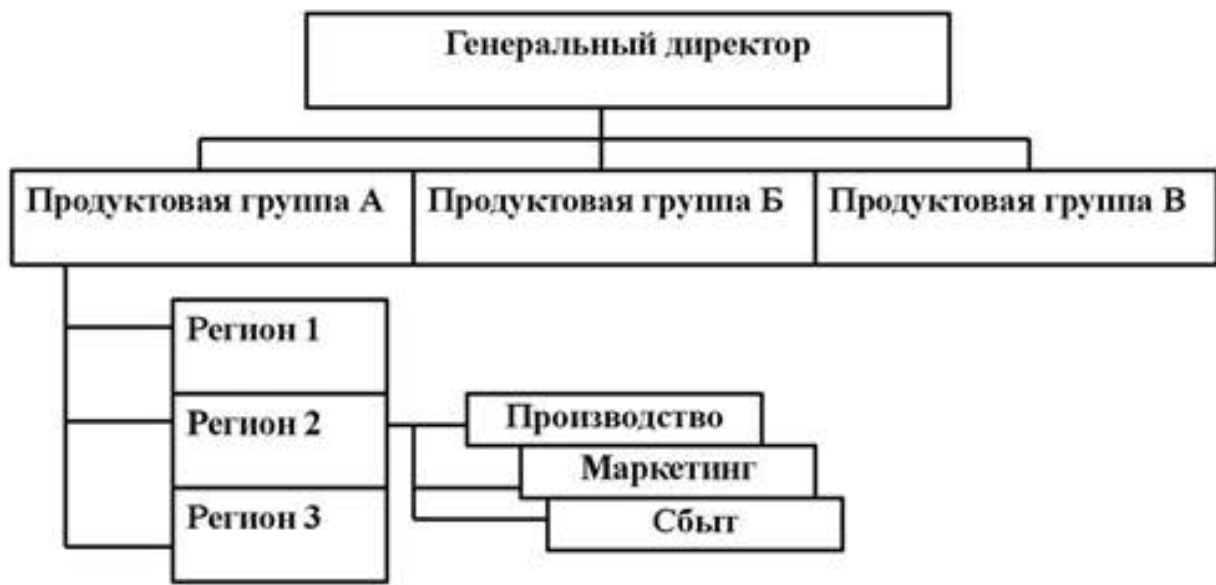 Генеральный директор
Продуктовая группа А
Продуктовая группа Б
Продуктовая группа В
Регион 1
Регион 2
Регион 3
Производство
Маркетинг
Сбыт